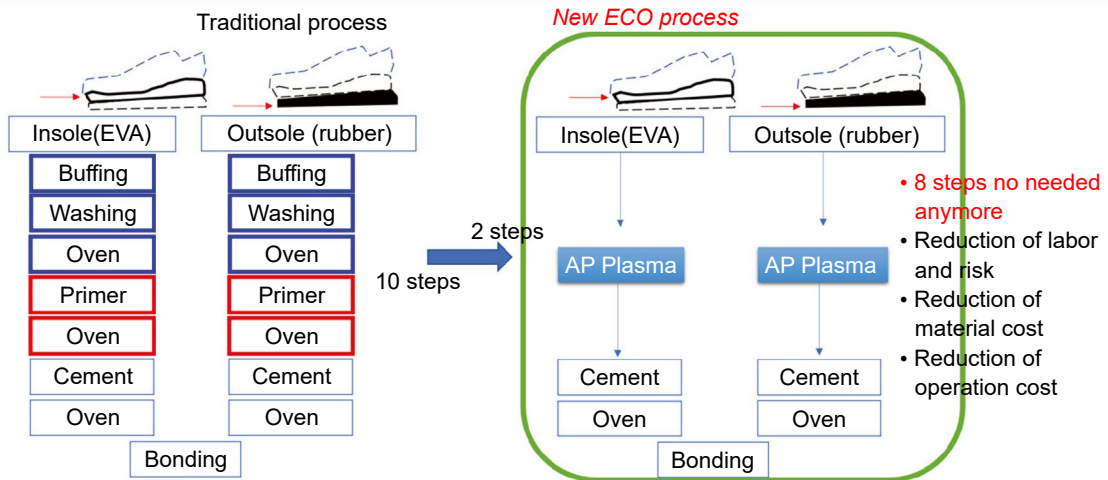 Traditional process
Insole(EVA)
Outsole (rubber)
Buffing
Buffing
Washing
Washing
Oven
Oven
Primer
Primer
Oven
Oven
Cement
Cement
Oven
Oven
Bonding
2 steps
10 steps
New ECO process
Insole(EVA)
Outsole (rubber)
AP Plasma
AP Plasma
Cement
Cement
Oven
Oven
Bonding
• 8 steps no needed
anymore
• Reduction of labor
and risk
• Reduction of
material cost
• Reduction of
operation cost